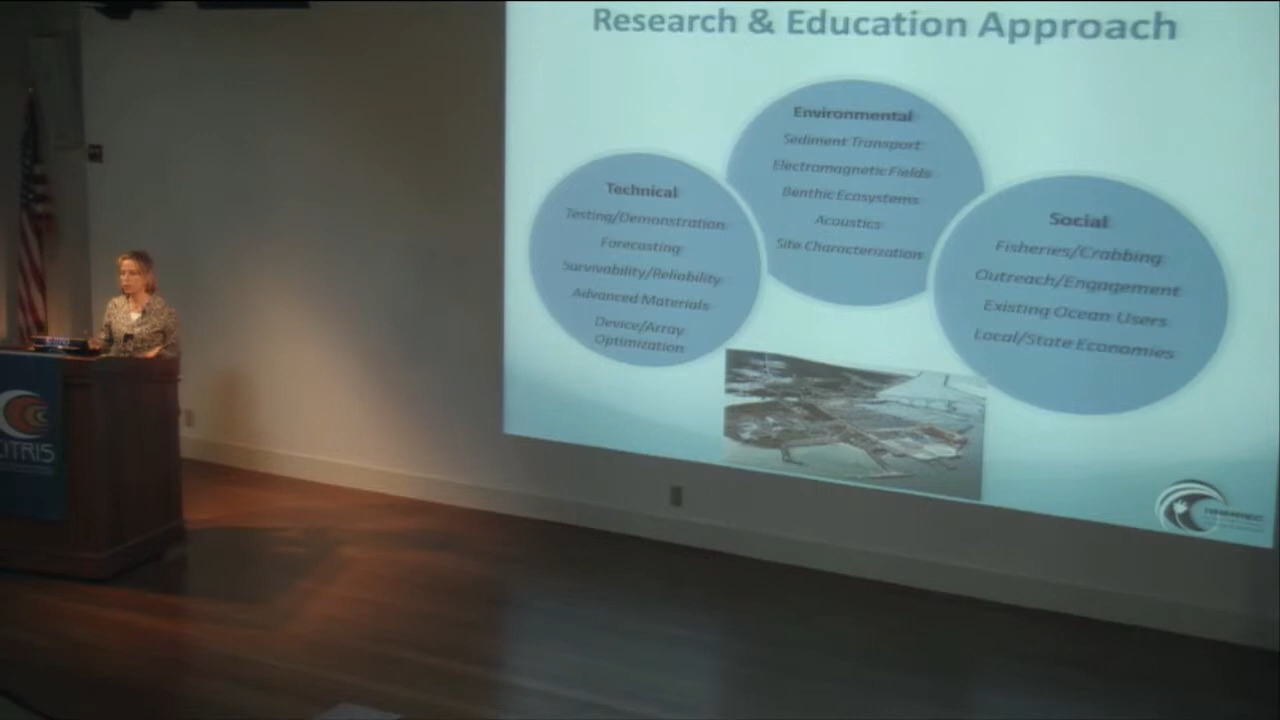 Research & Education Approach
Environmental
Sediment Transport
Electromagnetic Fields
Benthic Ecosystems
Acoustics
Site Characterization
Technical
Testing/Demonstration
Forecasting
Survivability/Reliability
Advanced Materials
Device/Array
Optimization
Social
Fisheries/Crabbing
Outreach/Engagement
Existing Ocean Users
Local/State Economies
CITRIS